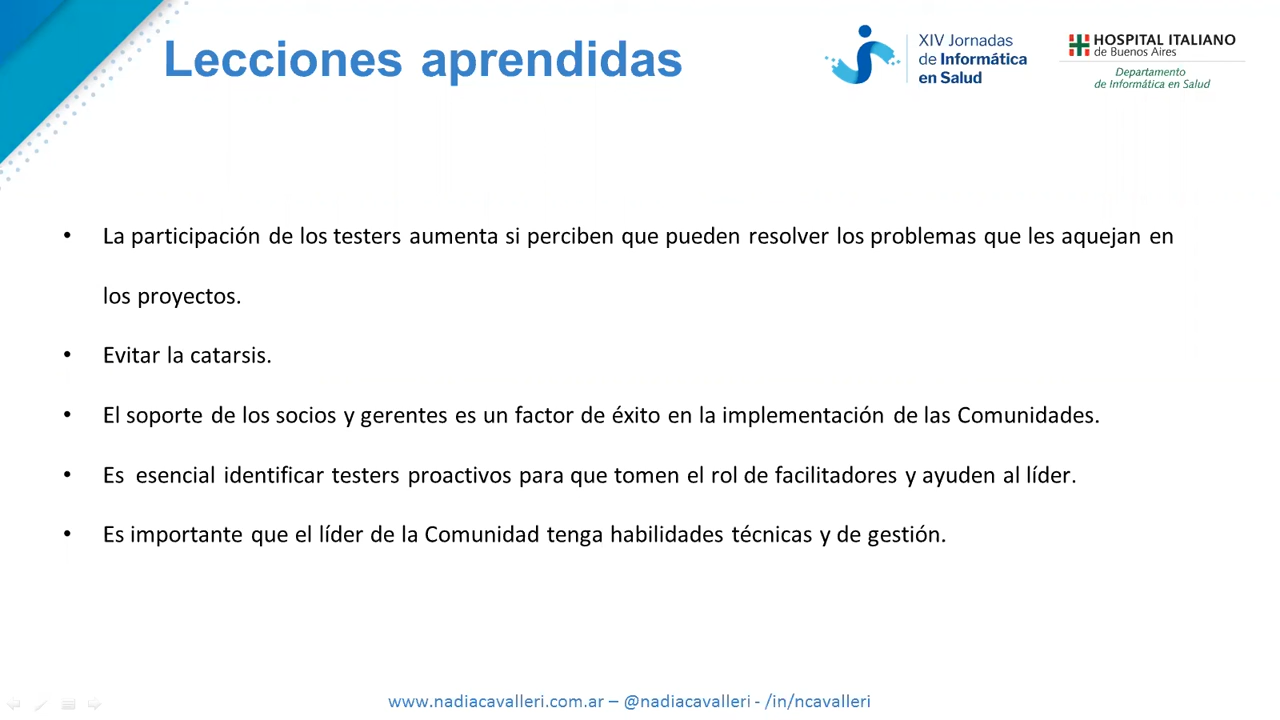 Lecciones aprendidas
XIV Jornadas
de Informática
en Salud
HOSPITAL ITALIANO
de Buenos Aires
Departamento
de Informática en Salud
• La participación de los testers aumenta si perciben que pueden resolver los problemas que les aquejan en
los proyectos.
• Evitar la catarsis.
• El soporte de los socios y gerentes es un factor de éxito en la implementación de las Comunidades.
• Es esencial identificar testers proactivos para que tomen el rol de facilitadores y ayuden al líder.
• Es importante que el líder de la Comunidad tenga habilidades técnicas y de gestión.
www.nadiacavalleri.com.ar – @nadiacavalleri - /in/ncavalleri